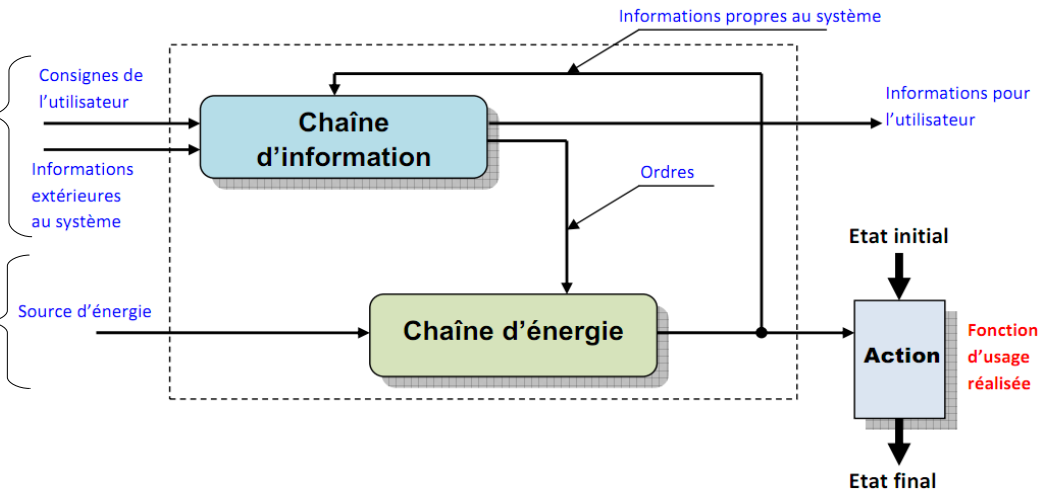 Informations propres au système
Consignes de
l'utilisateur
Informations pour
l'utilisateur
Chaîne
d'information
Informations
extérieures
au système
Ordres
Etat initial
Source d'énergie
Chaîne d'énergie
Action
Fonction
d'usage
réalisée
Etat final